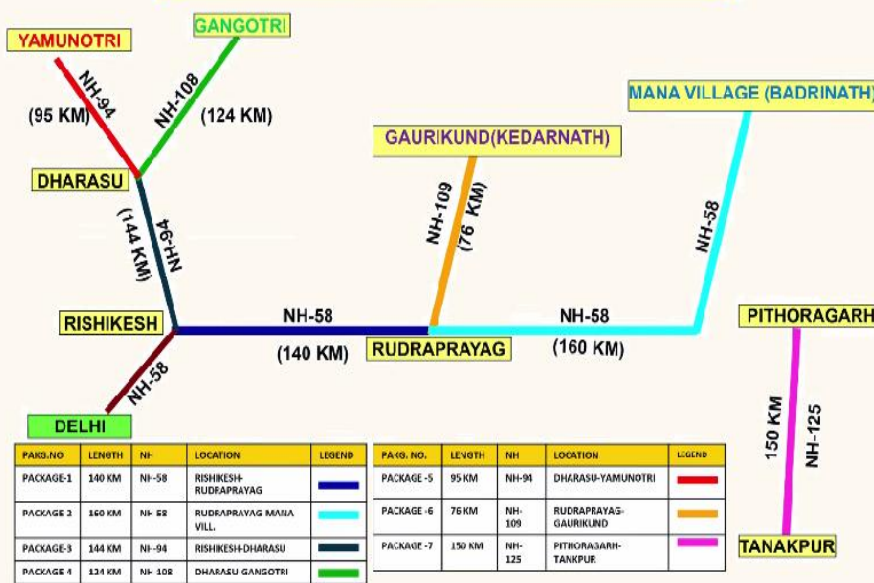 GANGOTRI
YAMUNOTRI
NH-94
NH-108
(95 KM)
(124 KM)
MANA VILLAGE (BADRINATH)
GAURIKUND(KEDARNATH)
DHARASU
NH-109
(76 KM)
NH-94
(144 KM)
NH-58
RISHIKESH
NH-58
NH-58
PITHORAGARH
(140 KM)
RUDRAPRAYAG
(160 KM)
NH-58
150 KM
NH-125
DELHI
TANAKPUR
PAKG.NO LENGTH NH LOCATION LEGEND
PACKAGE-1 140 KM NH-58 RISHIKESH-
RUDRAPRAYAG
PACKAGE 2 160 KM NH 58 RUDRAPRAYAG MANA
VILL.
PACKAGE-3 144 KM NH-94 RISHIKESH-DHARASU
PACKAGE 4 124 KM NH 108 DHARASU GANGOTRI
PAKG. NO. LENGTH NH LOCATION LEGEND
PACKAGE -5 95 KM NH-94 DHARASU-YAMUNOTRI
PACKAGE -6 76 KM NH-
109 RUDRAPRAYAG-
GAURIKUND
PACKAGE -7 150 KM NH-
125 PITHORAGARH-
TANKPUR